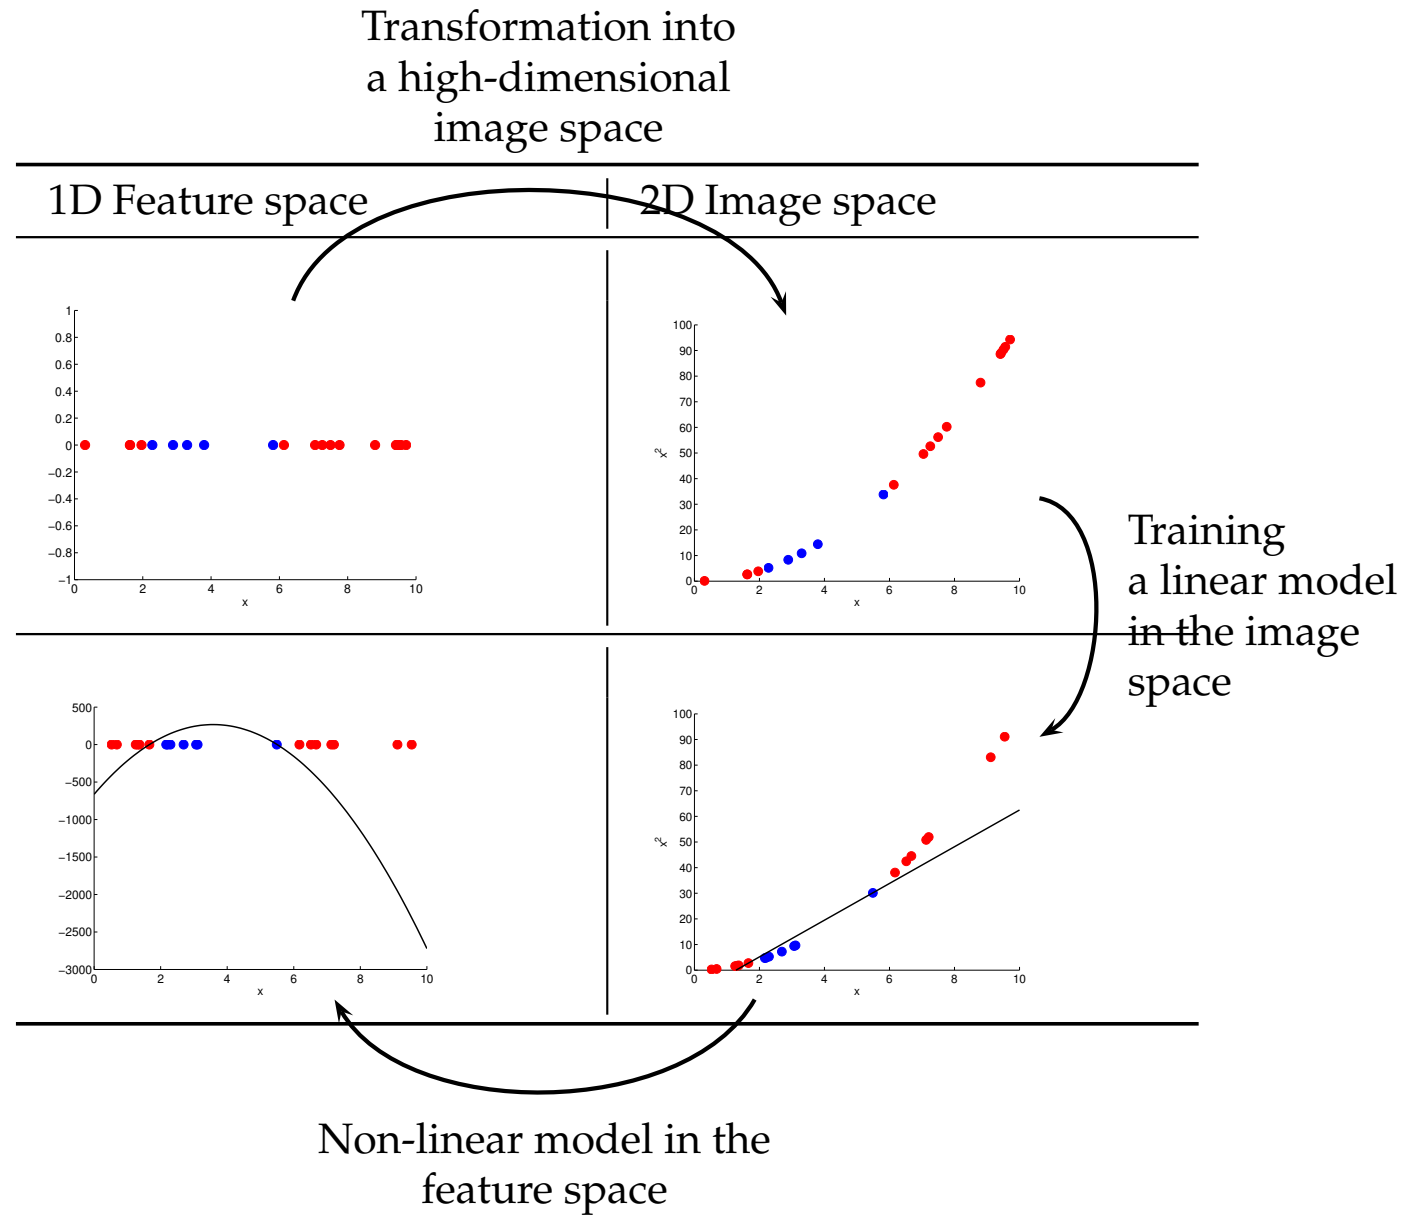 Transformation into
a high-dimensional
image space
1D Feature space
2D Image space
1
0.8
0.6
0.4
0.2
0
−0.2
−0.4
−0.6
−0.8
−1
0 2 4 6 8 10
x
100
90
80
70
60
50
40
30
20
10
0
x²
0 2 4 6 8 10
x
Training
a linear model
in the image
space
500
0
−500
−1000
−1500
−2000
−2500
−3000
0 2 4 6 8 10
x
100
90
80
70
60
50
40
30
20
10
0
x²
0 2 4 6 8 10
x
Non-linear model in the
feature space